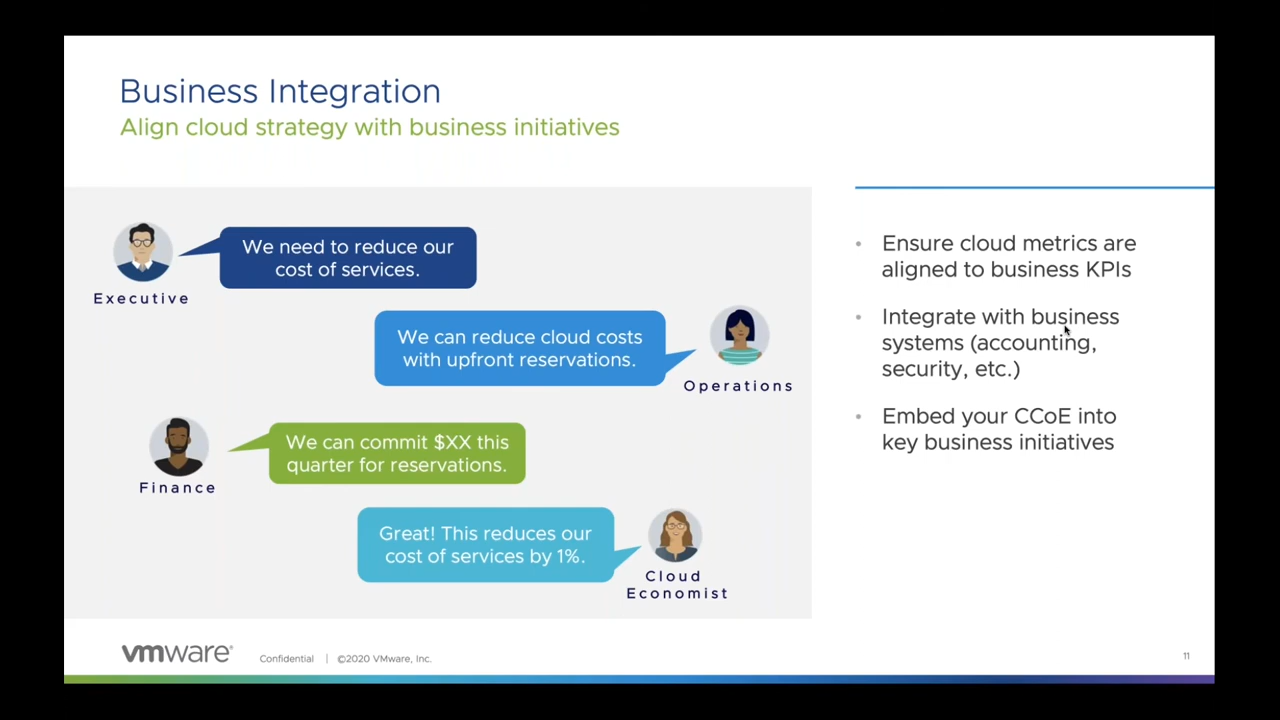 Business Integration
Align cloud strategy with business initiatives
We need to reduce our
cost of services.
Executive
We can reduce cloud costs
with upfront reservations.
Operations
We can commit $XX this
quarter for reservations.
Finance
Great! This reduces our
cost of services by 1%.
Cloud
Economist
• Ensure cloud metrics are
aligned to business KPIs
• Integrate with business
systems (accounting,
security, etc.)
• Embed your CCoE into
key business initiatives
vmware®
Confidential | ©2020 VMware, Inc.
11